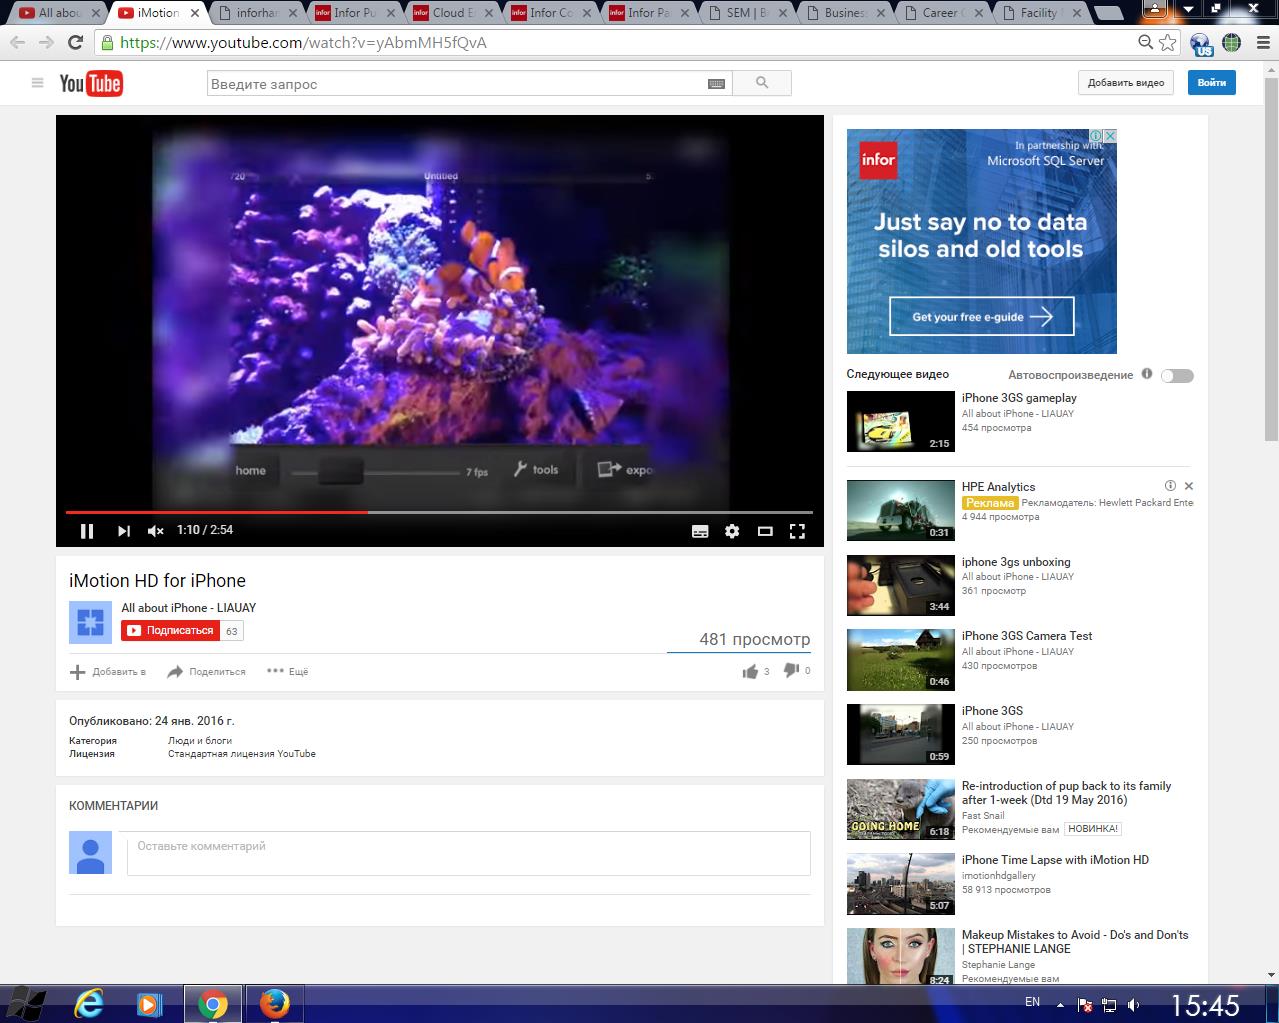 All abou
iMotion
inforhan
Infor Pu
Cloud E
Infor Co
Infor Pa
SEM | B
Business
Career C
Facility
https://www.youtube.com/watch?v=yAbmMH5fQvA
US
YouTube
Введите запрос
Добавить видео
Войти
720
Untitled
home
7 fps
tools
expo
1:10 / 2:54
iMotion HD for iPhone
All about iPhone - LIAUAY
Подписаться
63
481 просмотр
Добавить в
Поделиться
Ещё
3
0
Опубликовано: 24 янв. 2016 г.
Категория
Люди и блоги
Лицензия
Стандартная лицензия YouTube
КОММЕНТАРИИ
Оставьте комментарий
infor
In partnership with:
Microsoft SQL Server
Just say no to data
silos and old tools
Get your free e-guide
Следующее видео
Автовоспроизведение
iPhone 3GS gameplay
All about iPhone - LIAUAY
454 просмотра
2:15
HPE Analytics
Реклама Рекламодатель: Hewlett Packard Ente
4 944 просмотра
0:31
iphone 3gs unboxing
All about iPhone - LIAUAY
361 просмотр
3:44
iPhone 3GS Camera Test
All about iPhone - LIAUAY
430 просмотров
0:46
iPhone 3GS
All about iPhone - LIAUAY
250 просмотров
0:59
Re-introduction of pup back to its family
after 1-week (Dtd 19 May 2016)
Fast Snail
Рекомендуемые вам НОВИНКА!
GOING HOME
6:18
iPhone Time Lapse with iMotion HD
imotionhdgallery
58 913 просмотров
5:07
Makeup Mistakes to Avoid - Do's and Don'ts
| STEPHANIE LANGE
Stephanie Lange
Рекомендуемые вам
8:24
EN
15:45